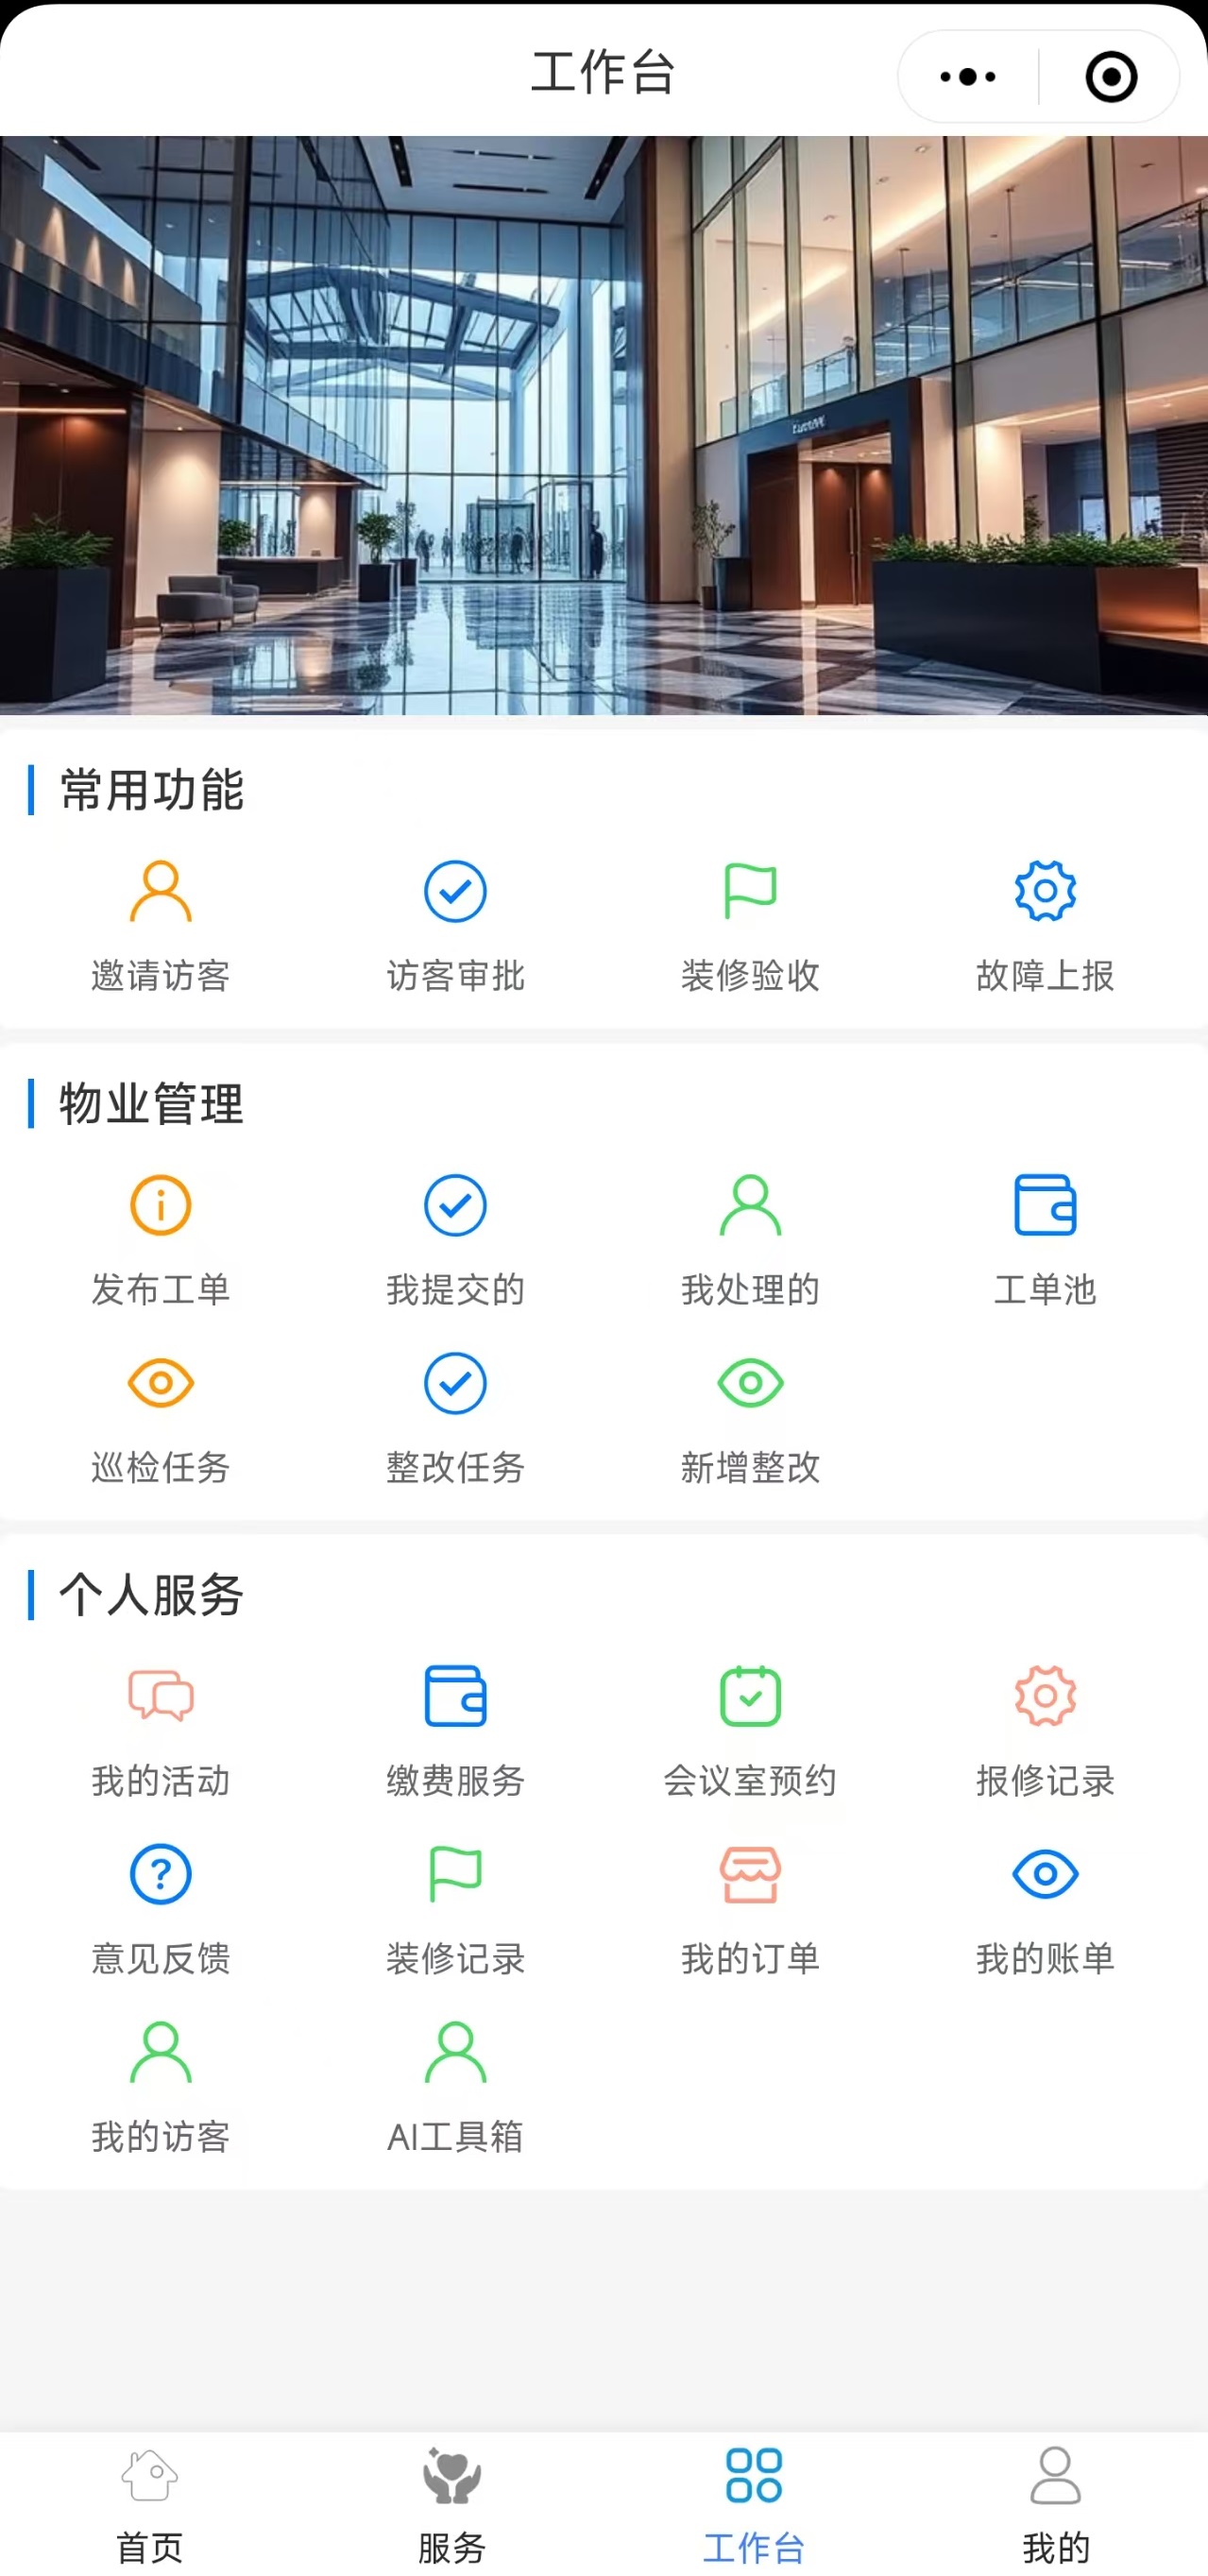 工作台
常用功能
邀请访客 访客审批 装修验收 故障上报
物业管理
发布工单 我提交的 我处理的 工单池
巡检任务 整改任务 新增整改
个人服务
我的活动 缴费服务 会议室预约 报修记录
意见反馈 装修记录 我的订单 我的账单
我的访客 AI工具箱
首页 服务 工作台 我的